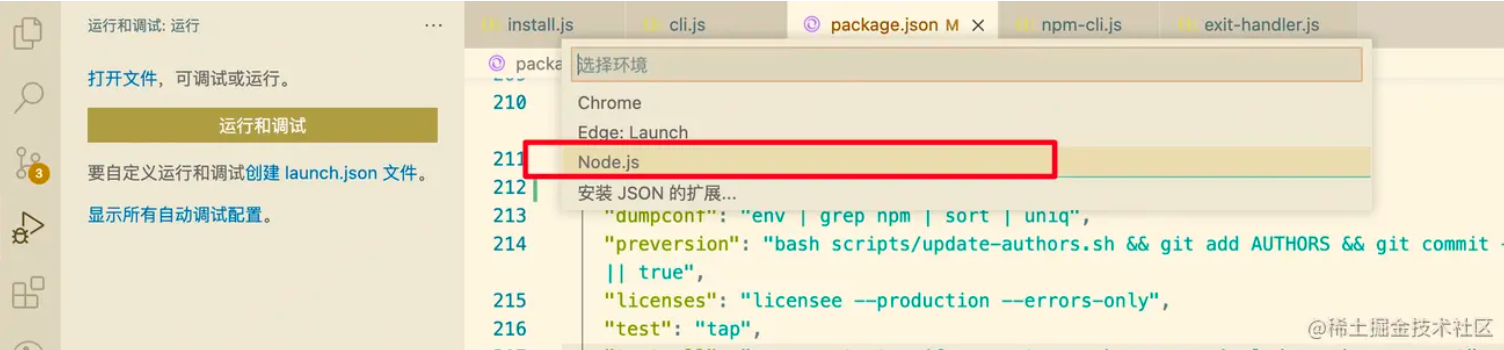 运行和调试: 运行 ···
install.js cli.js package.json M npm-cli.js exit-handler.js
打开文件，可调试或运行。
运行和调试
要自定义运行和调试创建 launch.json 文件。
显示所有自动调试配置。
3
packa
选择环境
Chrome
Edge: Launch
Node.js
安装 JSON 的扩展...
210
211
212
213 "dumpconf": "env | grep npm | sort | uniq",
214 "preversion": "bash scripts/update-authors.sh && git add AUTHORS && git commit -
|| true",
215 "licenses": "licensee --production --errors-only",
216 "test": "tap",
@稀土掘金技术社区